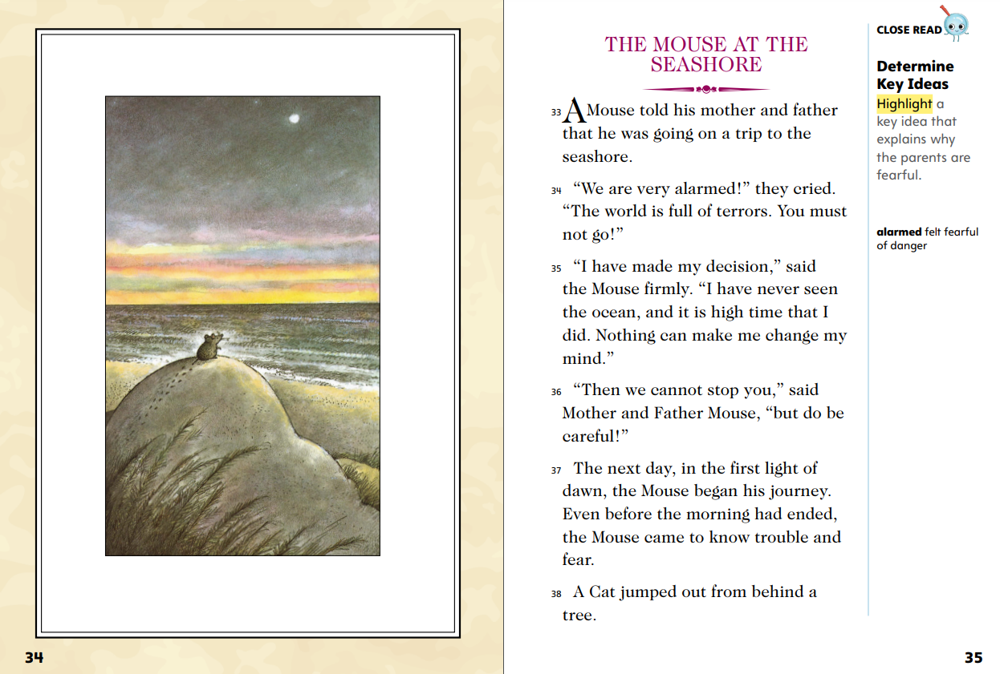 34
THE MOUSE AT THE
SEASHORE
33 A Mouse told his mother and father
that he was going on a trip to the
seashore.
34 “We are very alarmed!” they cried.
“The world is full of terrors. You must
not go!”
35 “I have made my decision,” said
the Mouse firmly. “I have never seen
the ocean, and it is high time that I
did. Nothing can make me change my
mind.”
36 “Then we cannot stop you,” said
Mother and Father Mouse, “but do be
careful!”
37 The next day, in the first light of
dawn, the Mouse began his journey.
Even before the morning had ended,
the Mouse came to know trouble and
fear.
38 A Cat jumped out from behind a
tree.
CLOSE READ
Determine
Key Ideas
Highlight a
key idea that
explains why
the parents are
fearful.
alarmed felt fearful
of danger
35